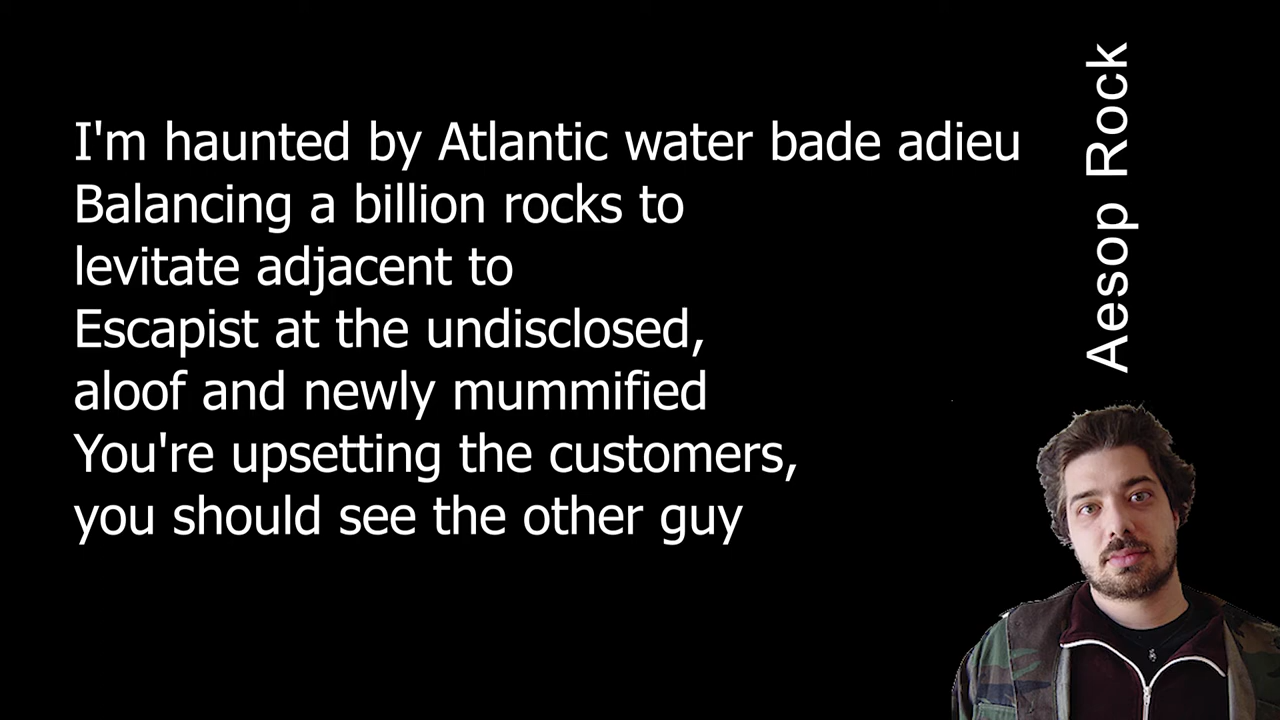 I'm haunted by Atlantic water bade adieu
Balancing a billion rocks to
levitate adjacent to
Escapist at the undisclosed,
aloof and newly mummified
You're upsetting the customers,
you should see the other guy
Aesop Rock